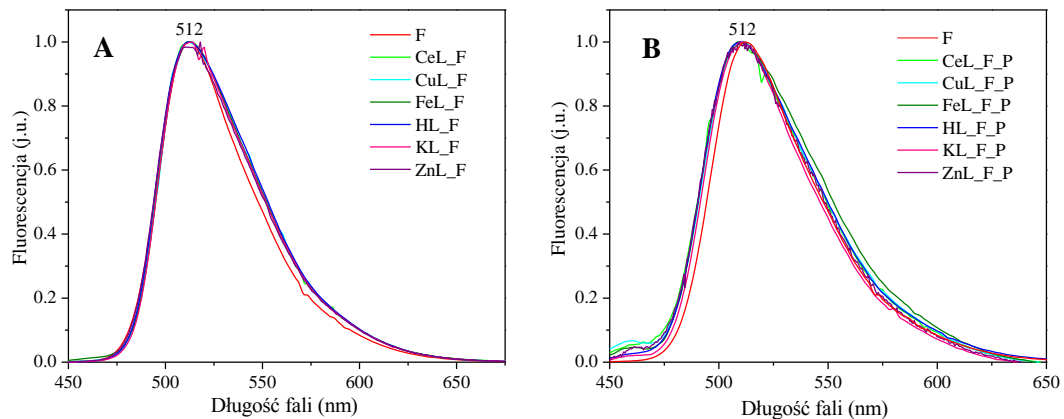 512
A
F
CeL_F
CuL_F
FeL_F
HL_F
KL_F
ZnL_F
Fluorescencja (j.u.)
1.0
0.8
0.6
0.4
0.2
0.0
450 500 550 600 650
Długość fali (nm)
512
B
F
CeL_F_P
CuL_F_P
FeL_F_P
HL_F_P
KL_F_P
ZnL_F_P
Fluorescencja (j.u.)
1.0
0.8
0.6
0.4
0.2
0.0
450 500 550 600 650
Długość fali (nm)